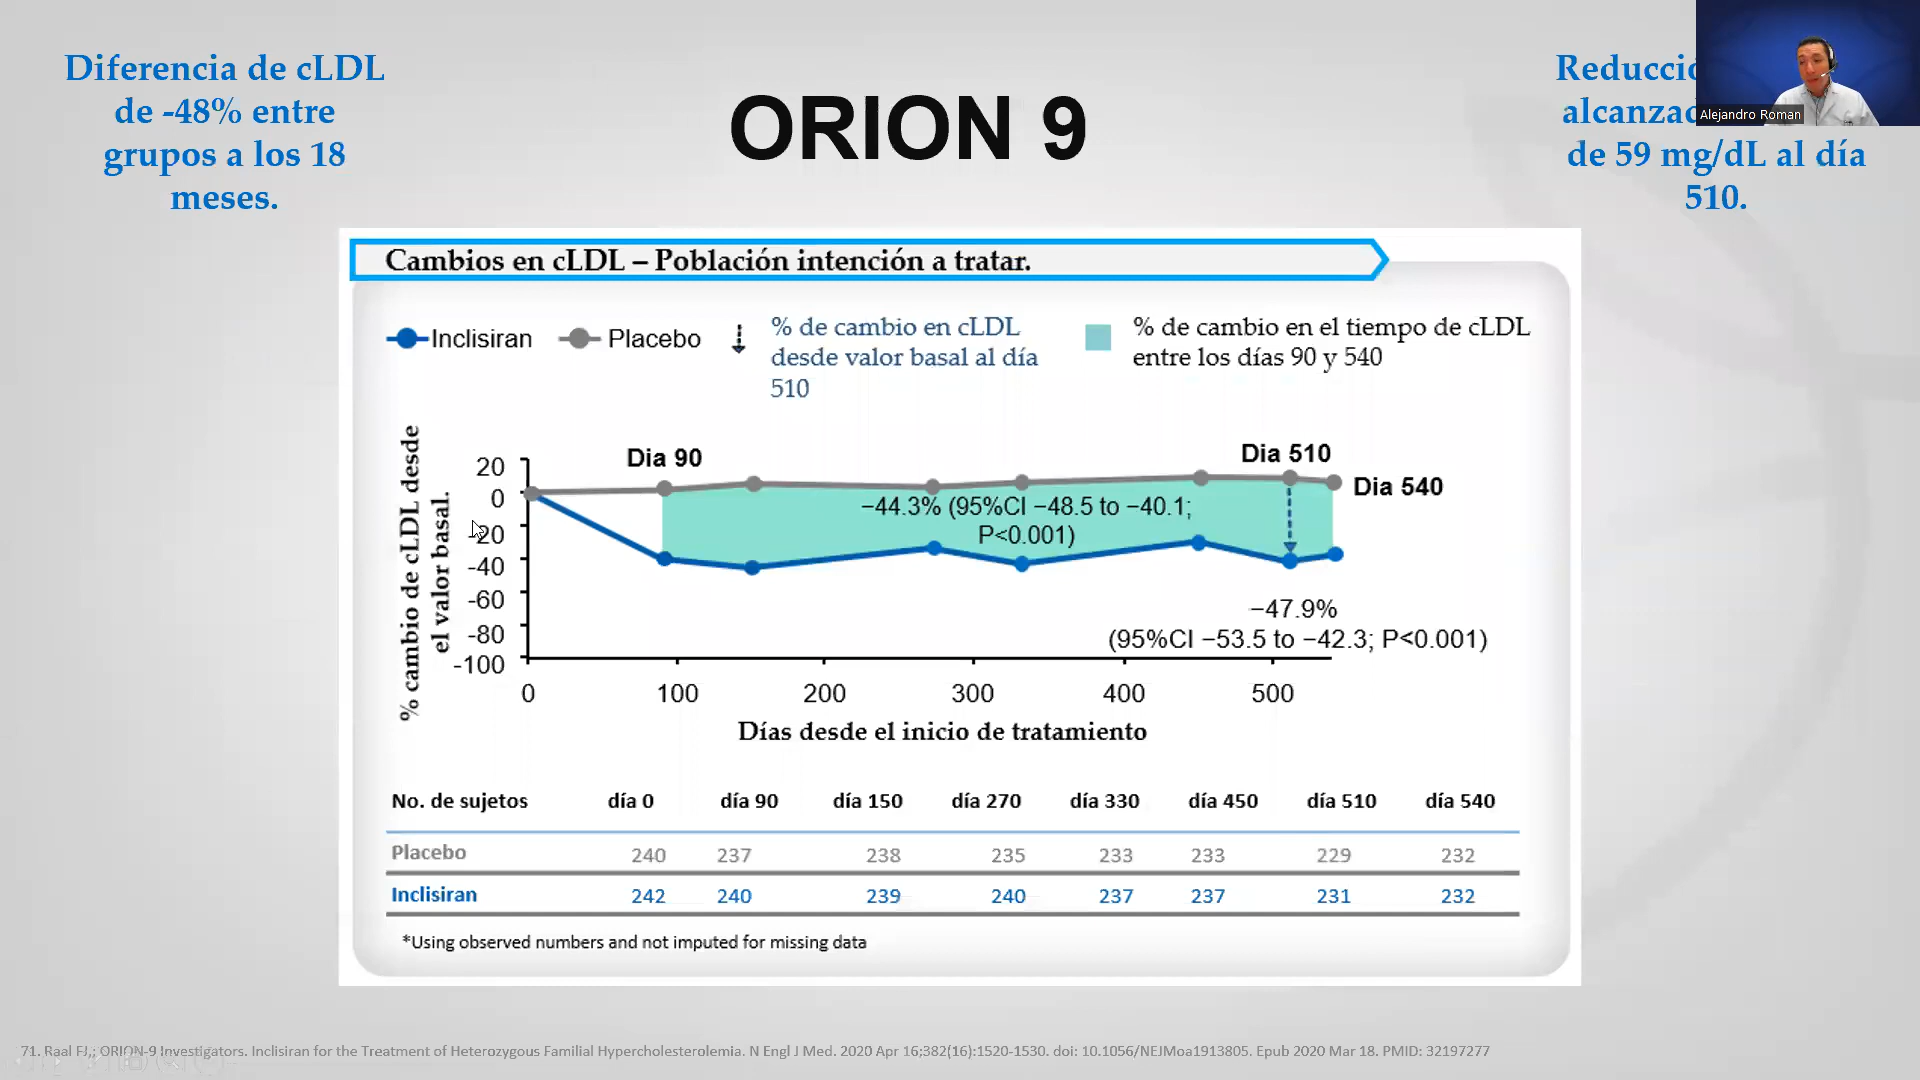 Diferencia de cLDL
de -48% entre
grupos a los 18
meses.
ORION 9
alcanzad
de 59 mg/dL al día
510.
Alejandro Roman
Cambios en cLDL – Población intención a tratar.
Inclisiran
Placebo
% de cambio en cLDL
desde valor basal al día
510
% de cambio en el tiempo de cLDL
entre los días 90 y 540
% cambio de cLDL desde
el valor basal.
20
0
-20
-40
-60
-80
-100
Dia 90
Dia 510
Dia 540
−44.3% (95%CI −48.5 to −40.1;
P<0.001)
−47.9%
(95%CI −53.5 to −42.3; P<0.001)
0 100 200 300 400 500
Días desde el inicio de tratamiento
No. de sujetos día 0 día 90 día 150 día 270 día 330 día 450 día 510 día 540
Placebo 240 237 238 235 233 233 229 232
Inclisiran 242 240 239 240 237 237 231 232
*Using observed numbers and not imputed for missing data
71. Raal FJ,; ORION-9 Investigators. Inclisiran for the Treatment of Heterozygous Familial Hypercholesterolemia. N Engl J Med. 2020 Apr 16;382(16):1520-1530. doi: 10.1056/NEJMoa1913805. Epub 2020 Mar 18. PMID: 32197277